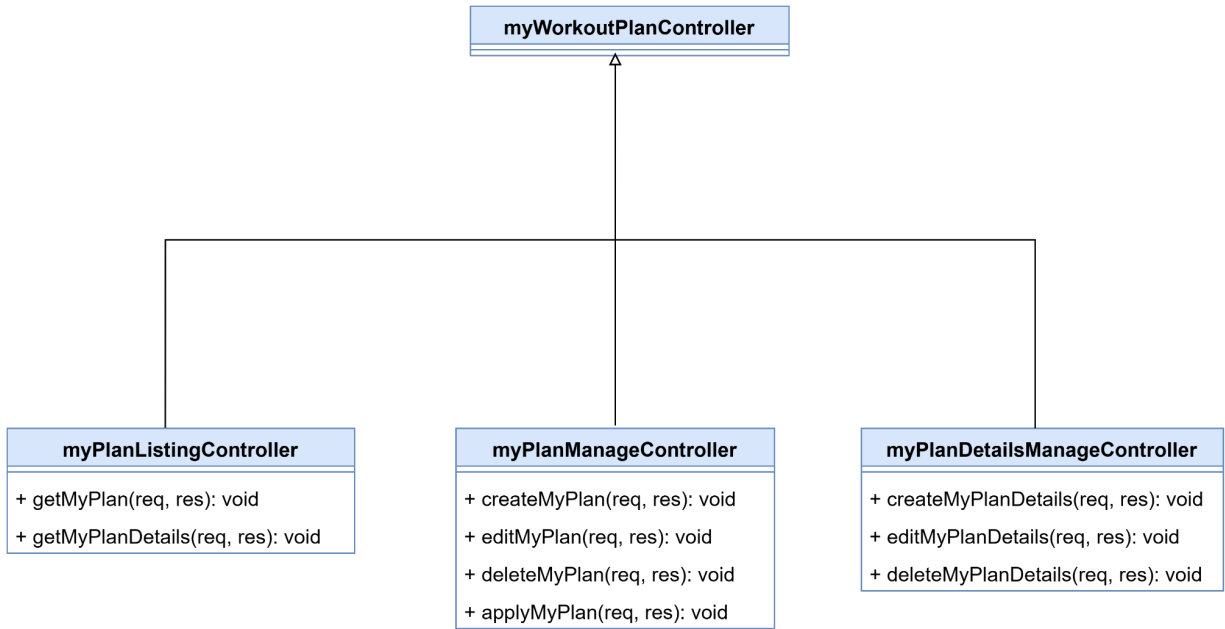 myWorkoutPlanController
myPlanListingController
+ getMyPlan(req, res): void
+ getMyPlanDetails(req, res): void
myPlanManageController
+ createMyPlan(req, res): void
+ editMyPlan(req, res): void
+ deleteMyPlan(req, res): void
+ applyMyPlan(req, res): void
myPlanDetailsManageController
+ createMyPlanDetails(req, res): void
+ editMyPlanDetails(req, res): void
+ deleteMyPlanDetails(req, res): void